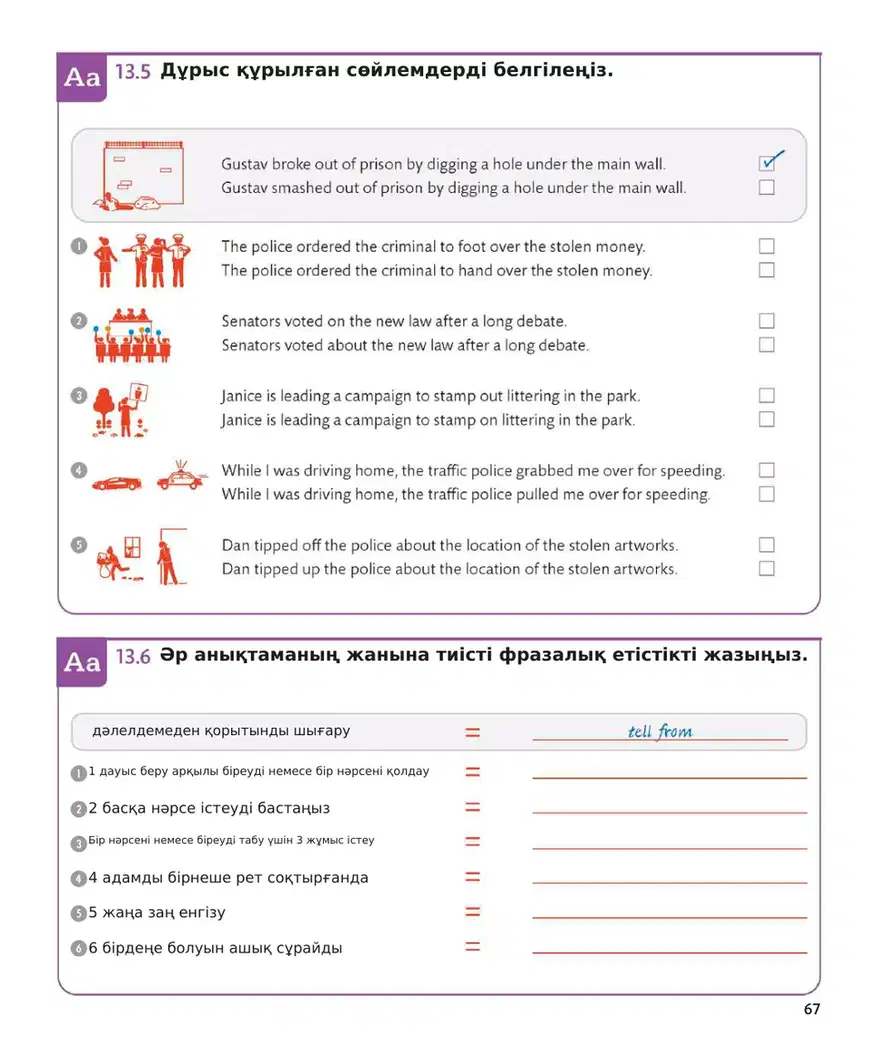 Aa 13.5 Дұрыс құрылған сөйлемдерді белгілеңіз.
Gustav broke out of prison by digging a hole under the main wall.
Gustav smashed out of prison by digging a hole under the main wall.
1 The police ordered the criminal to foot over the stolen money.
The police ordered the criminal to hand over the stolen money.
2 Senators voted on the new law after a long debate.
Senators voted about the new law after a long debate.
3 Janice is leading a campaign to stamp out littering in the park.
Janice is leading a campaign to stamp on littering in the park.
4 While I was driving home, the traffic police grabbed me over for speeding.
While I was driving home, the traffic police pulled me over for speeding.
5 Dan tipped off the police about the location of the stolen artworks.
Dan tipped up the police about the location of the stolen artworks.
Aa 13.6 Әр анықтаманың жанына тиісті фразалық етістікті жазыңыз.
дәлелдемеден қорытынды шығару = tell from
1 1 дауыс беру арқылы біреуді немесе бір нәрсені қолдау =
2 2 басқа нәрсе істеуді бастаңыз =
3 Бір нәрсені немесе біреуді табу үшін 3 жұмыс істеу =
4 4 адамды бірнеше рет соқтырғанда =
5 5 жаңа заң енгізу =
6 6 бірдеңе болуын ашық сұрайды =
67